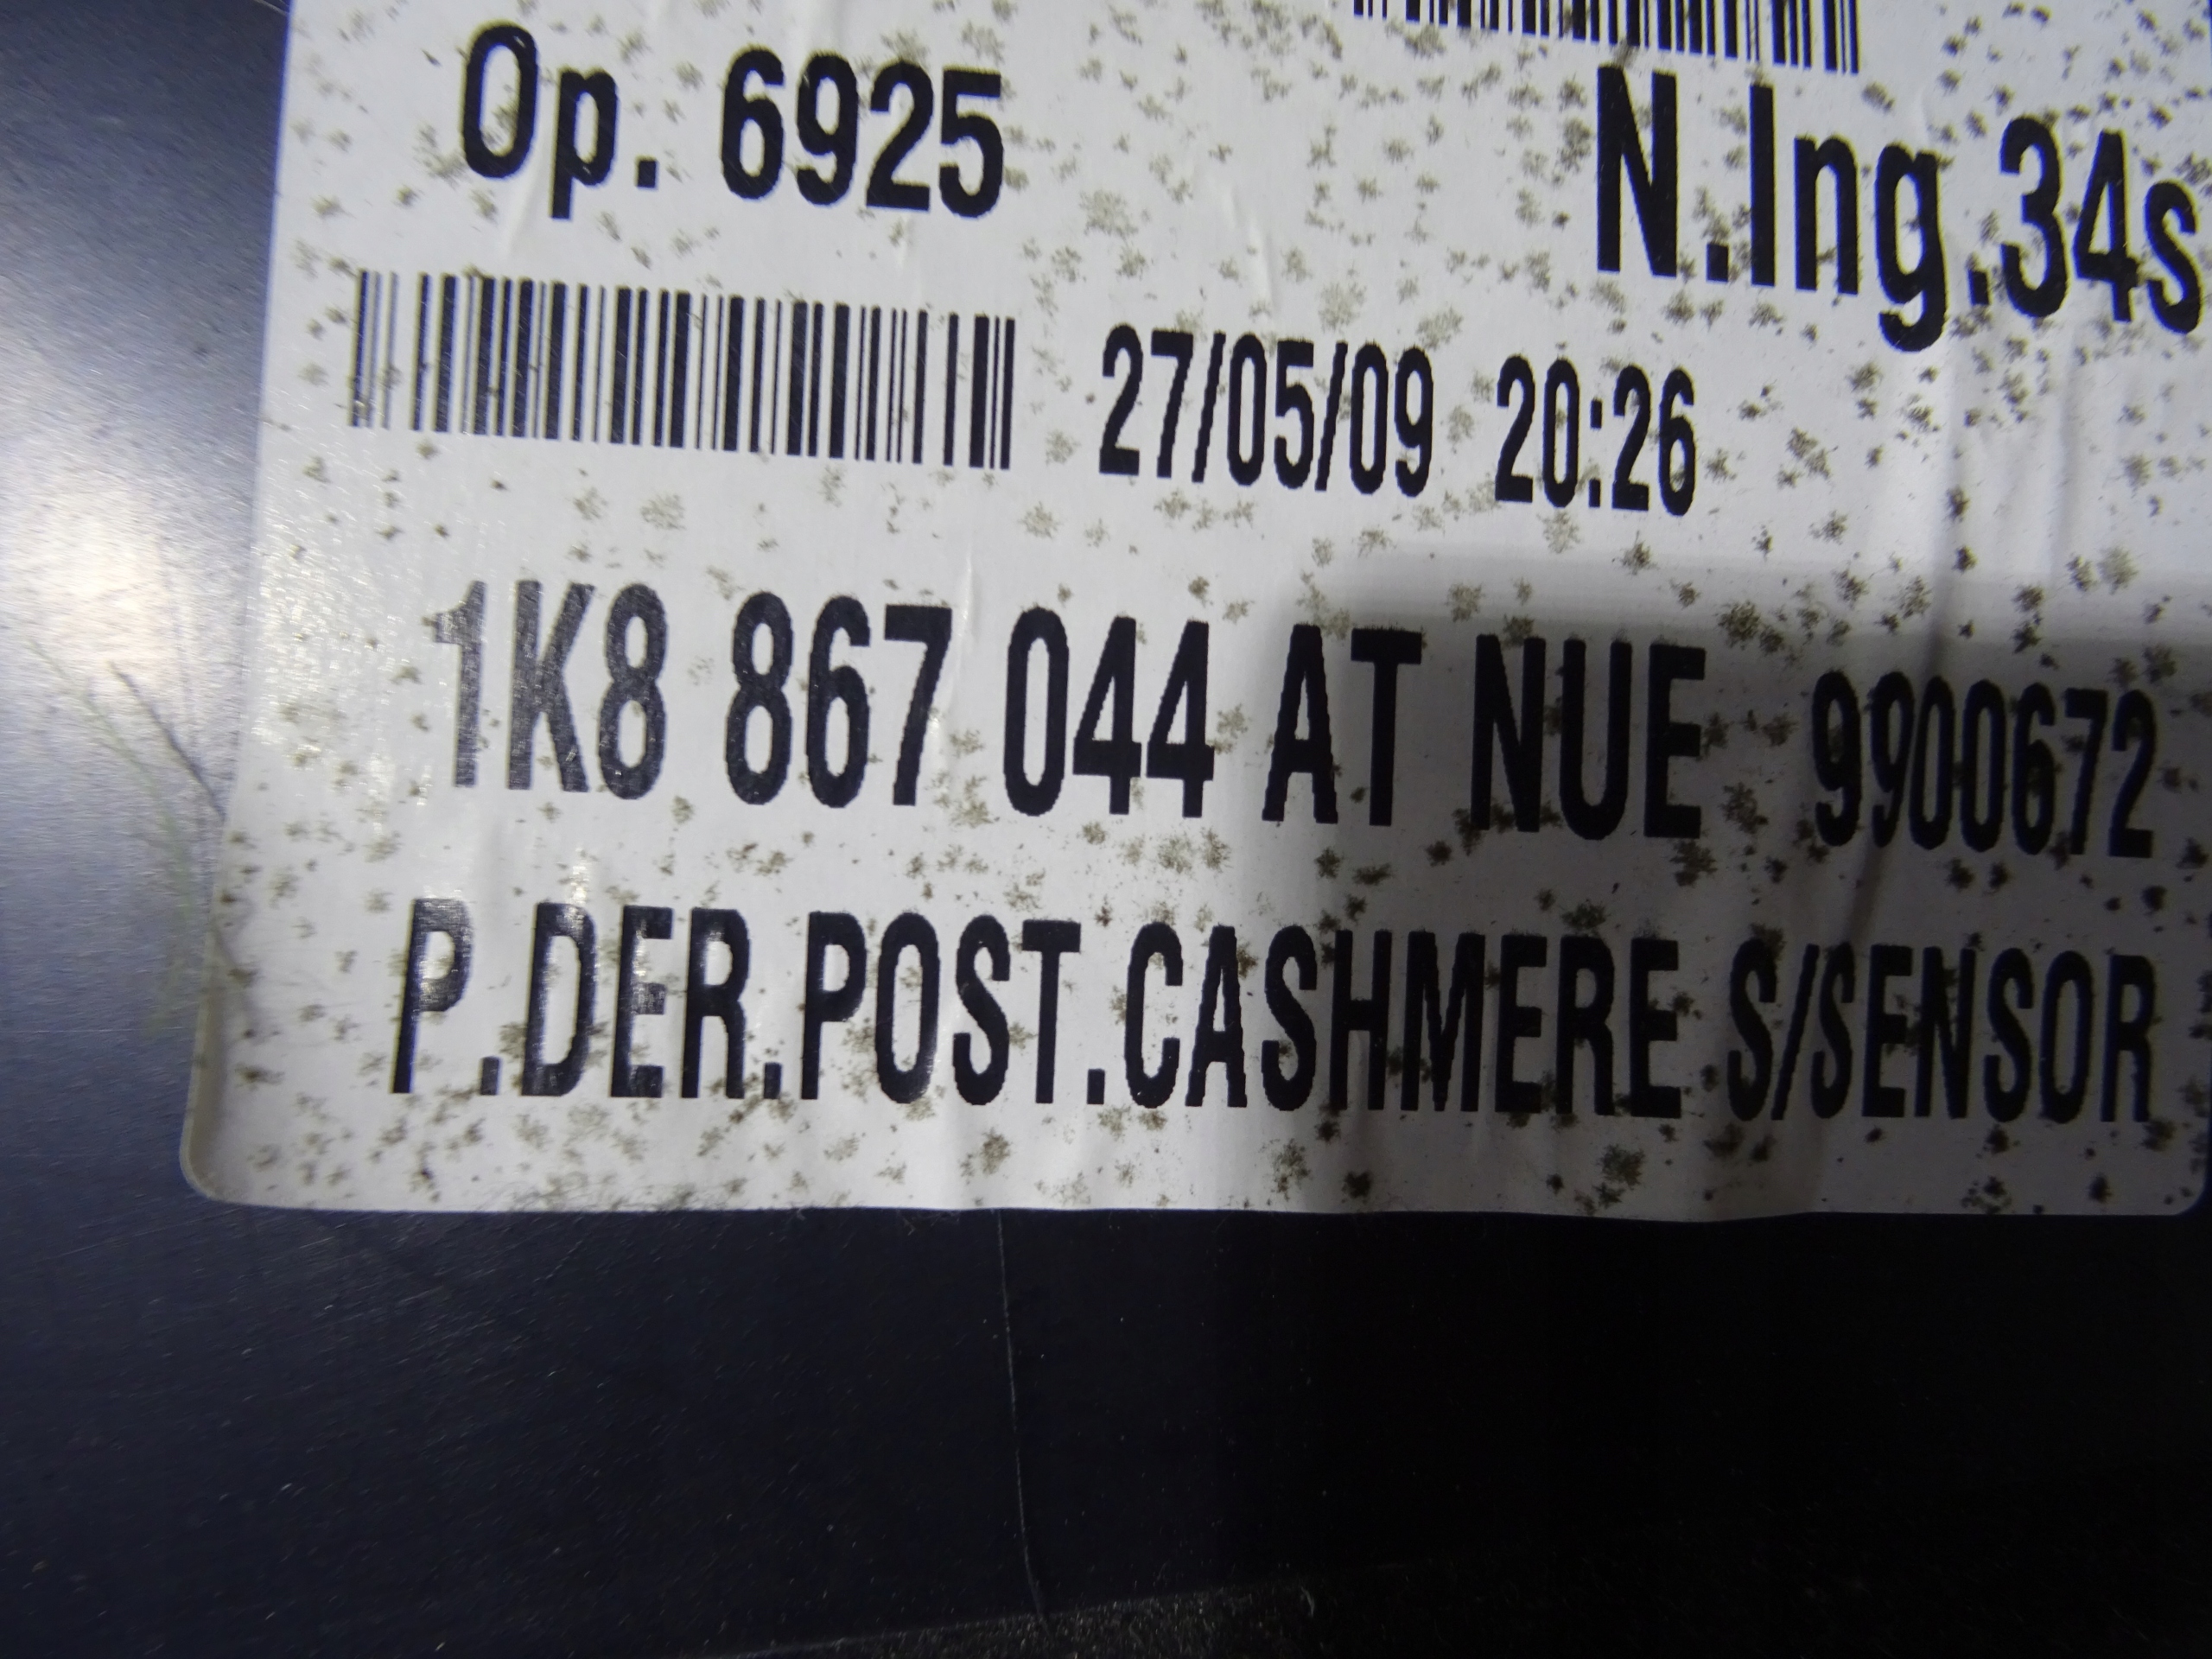 Op. 6925
N.Ing.34s
27/05/09 20:26
1K8 867 044 AT NUE 9900672
P.DER.POST.CASHMERE S/SENSOR